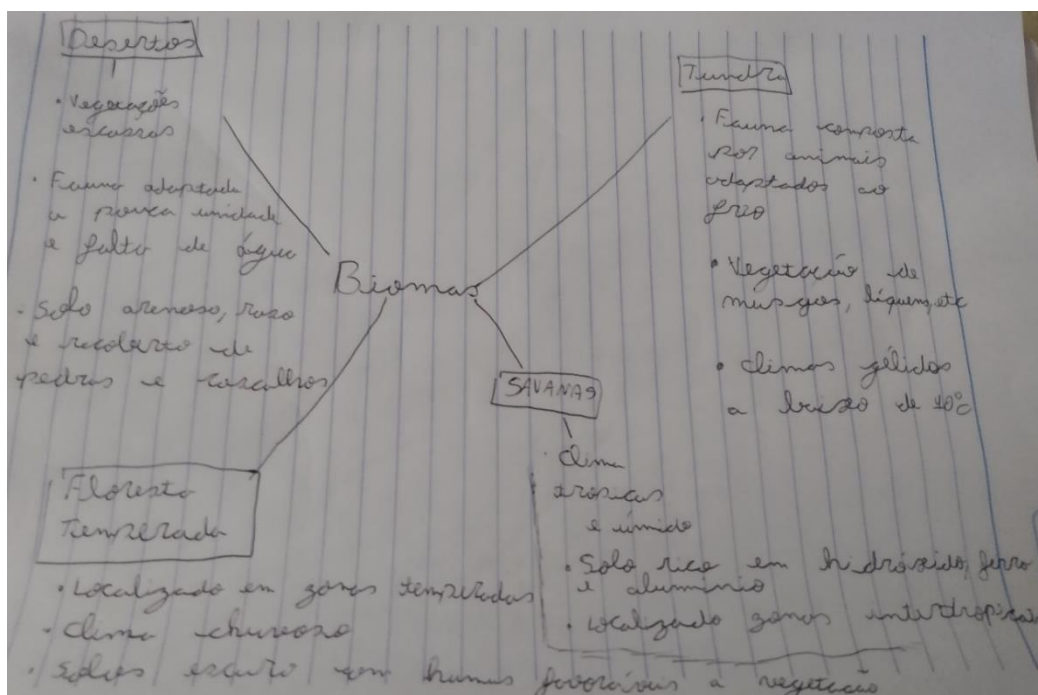 Desertos
• Vegetações
escassas
• Fauna adaptada
a pouca umidade
e falta de água
• Solo arenoso, raso
e recoberto de
pedras e cascalhos
Biomas
Tundra
• Fauna composta
por animais
adaptados ao
frio
• Vegetação de
musgos, líquens, etc
• Climas gélidos
a baixo de 10°C
SAVANAS
• Clima
tropicas
e úmido
• Solo rico em hidróxido, ferro
e alumínio
• Localizado zonas intertropicais
Floresta
Temperada
• Localizado em zonas temperadas
• Clima chuvoso
• Solos escuro com humus favoráveis a vegetação